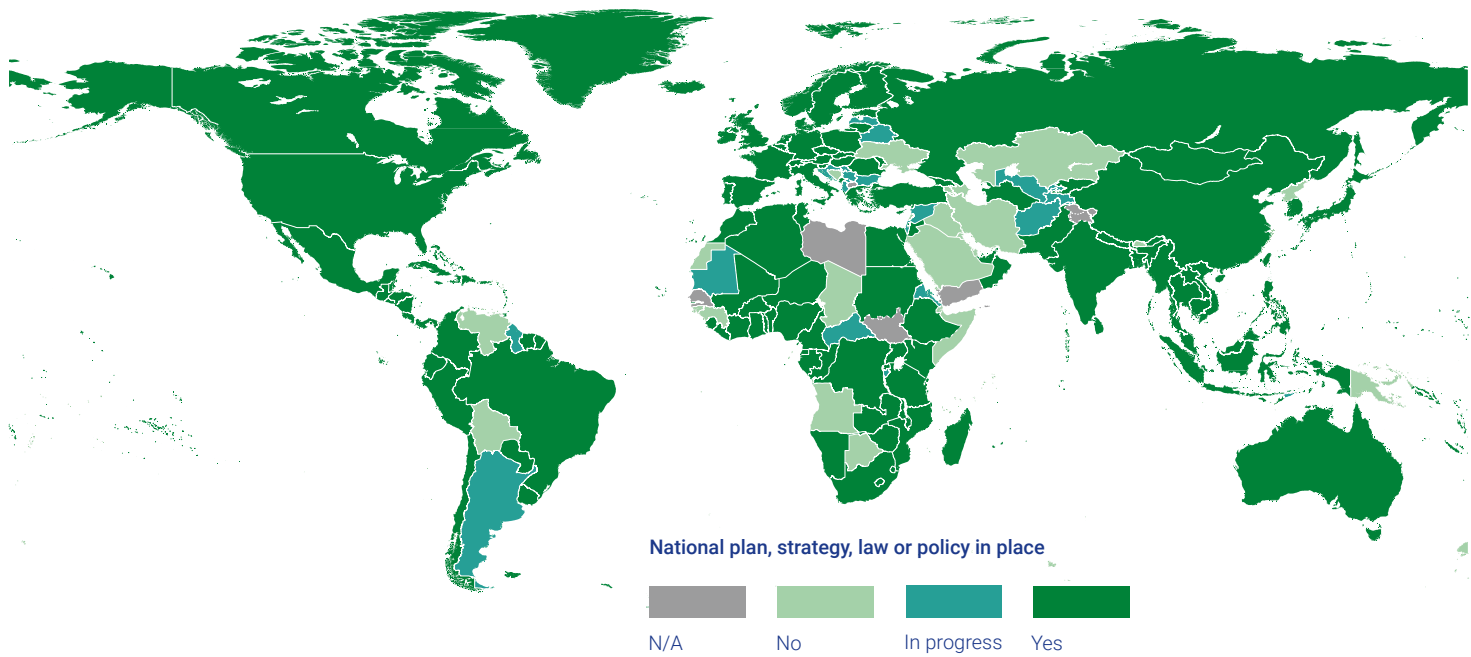 National plan, strategy, law or policy in place
N/A
No
In progress
Yes